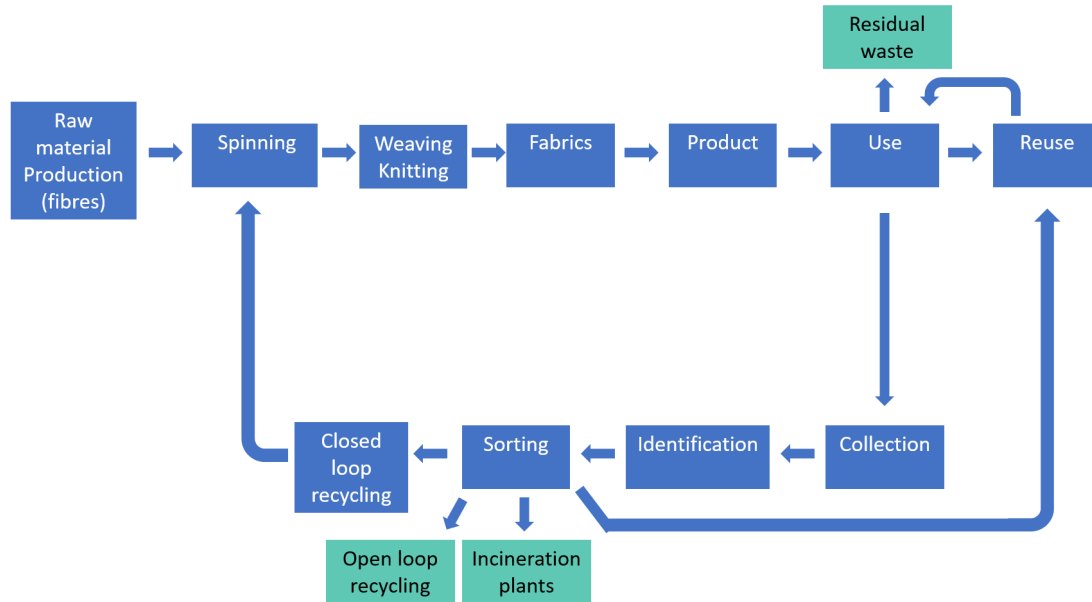 Residual
waste
Raw
material
Production
(fibres)
Spinning
Weaving
Knitting
Fabrics
Product
Use
Reuse
Closed
loop
recycling
Sorting
Identification
Collection
Open loop
recycling
Incineration
plants